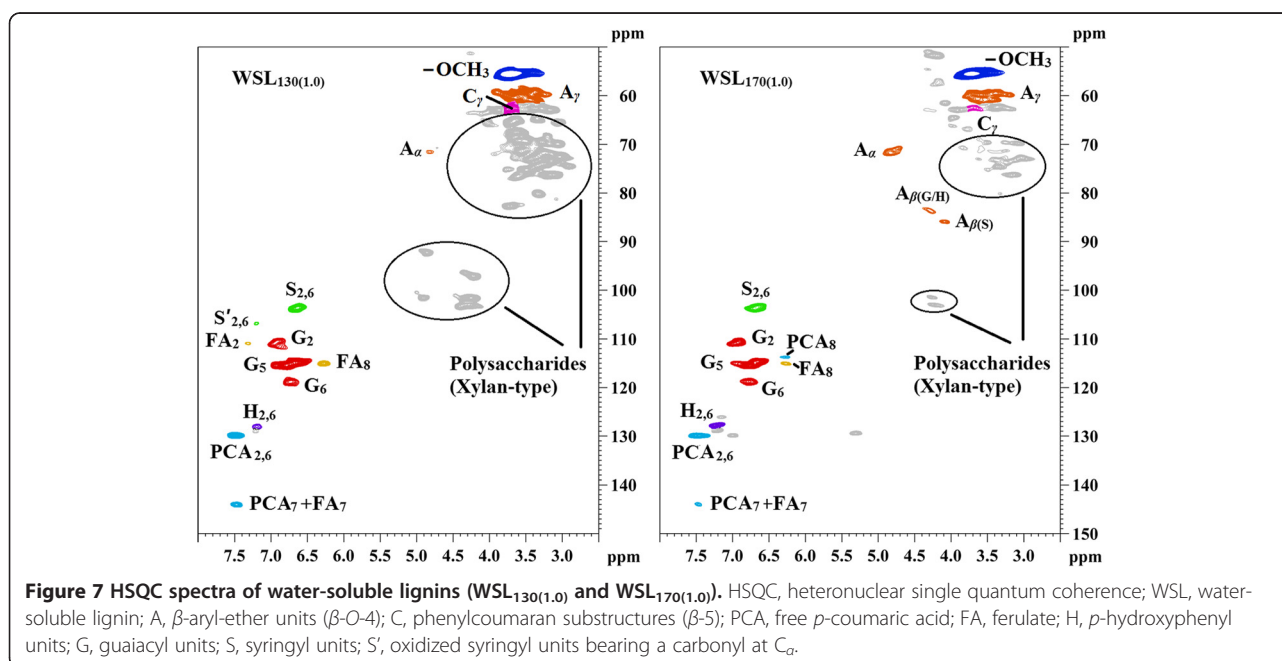 ppm
ppm
WSL130(1.0)
WSL170(1.0)
–OCH3
–OCH3
Aγ
Aγ
Cγ
Cγ
60
60
Aα
Aα
70
70
80
80
Aβ(G/H)
Aβ(S)
90
90
S2,6
S2,6
100
100
S′2,6
FA2
G2
G2
PCA8
110
110
G5
FA8
G5
FA8
Polysaccharides
(Xylan-type)
Polysaccharides
(Xylan-type)
G6
G6
120
120
H2,6
H2,6
130
130
PCA2,6
PCA2,6
140
140
PCA7+FA7
PCA7+FA7
150
7.5 7.0 6.5 6.0 5.5 5.0 4.5 4.0 3.5 3.0 ppm
7.5 7.0 6.5 6.0 5.5 5.0 4.5 4.0 3.5 3.0 ppm
Figure 7 HSQC spectra of water-soluble lignins (WSL130(1.0) and WSL170(1.0)). HSQC, heteronuclear single quantum coherence; WSL, water-
soluble lignin; A, β-aryl-ether units (β-O-4); C, phenylcoumaran substructures (β-5); PCA, free p-coumaric acid; FA, ferulate; H, p-hydroxyphenyl
units; G, guaiacyl units; S, syringyl units; S′, oxidized syringyl units bearing a carbonyl at Cα.